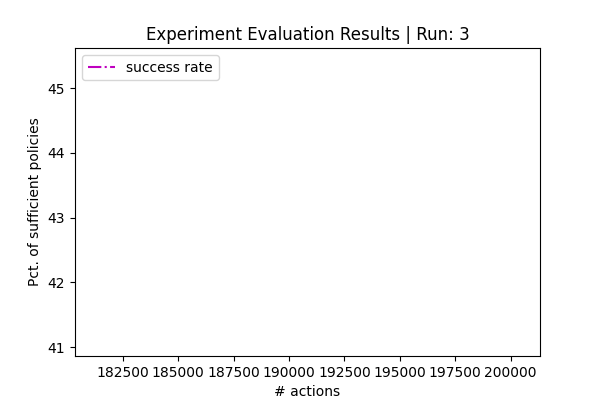 Experiment Evaluation Results | Run: 3
success rate
Pct. of sufficient policies
45
44
43
42
41
182500 185000 187500 190000 192500 195000 197500 200000
# actions